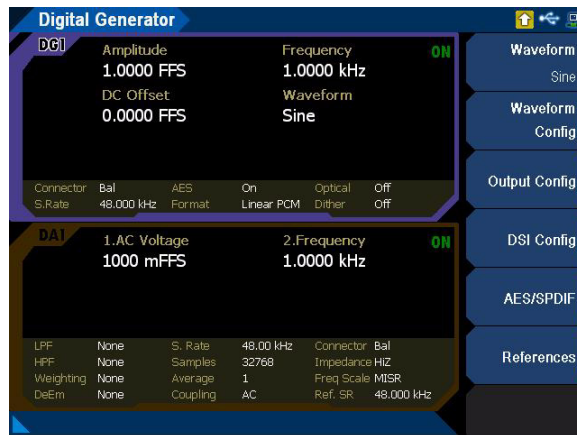 Digital Generator
DG1
Amplitude Frequency ON
1.0000 FFS 1.0000 kHz
DC Offset Waveform
0.0000 FFS Sine
Connector Bal AES On Optical Off
S.Rate 48.000 kHz Format Linear PCM Dither Off
DA1
1.AC Voltage 2.Frequency ON
1000 mFFS 1.0000 kHz
LPF None S. Rate 48.00 kHz Connector Bal
HPF None Samples 32768 Impedance HiZ
Weighting None Average 1 Freq Scale MISR
DeEm None Coupling AC Ref. SR 48.000 kHz
Waveform
Sine
Waveform
Config
Output Config
DSI Config
AES/SPDIF
References